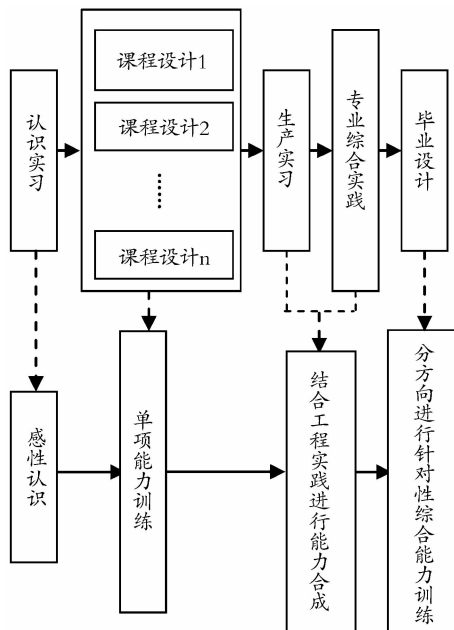 认识实习
课程设计1
课程设计2
……
课程设计n
生产实习
专业综合实践
毕业设计
感性认识
单项能力训练
结合工程实践进行能力合成
分方向进行针对性综合能力训练